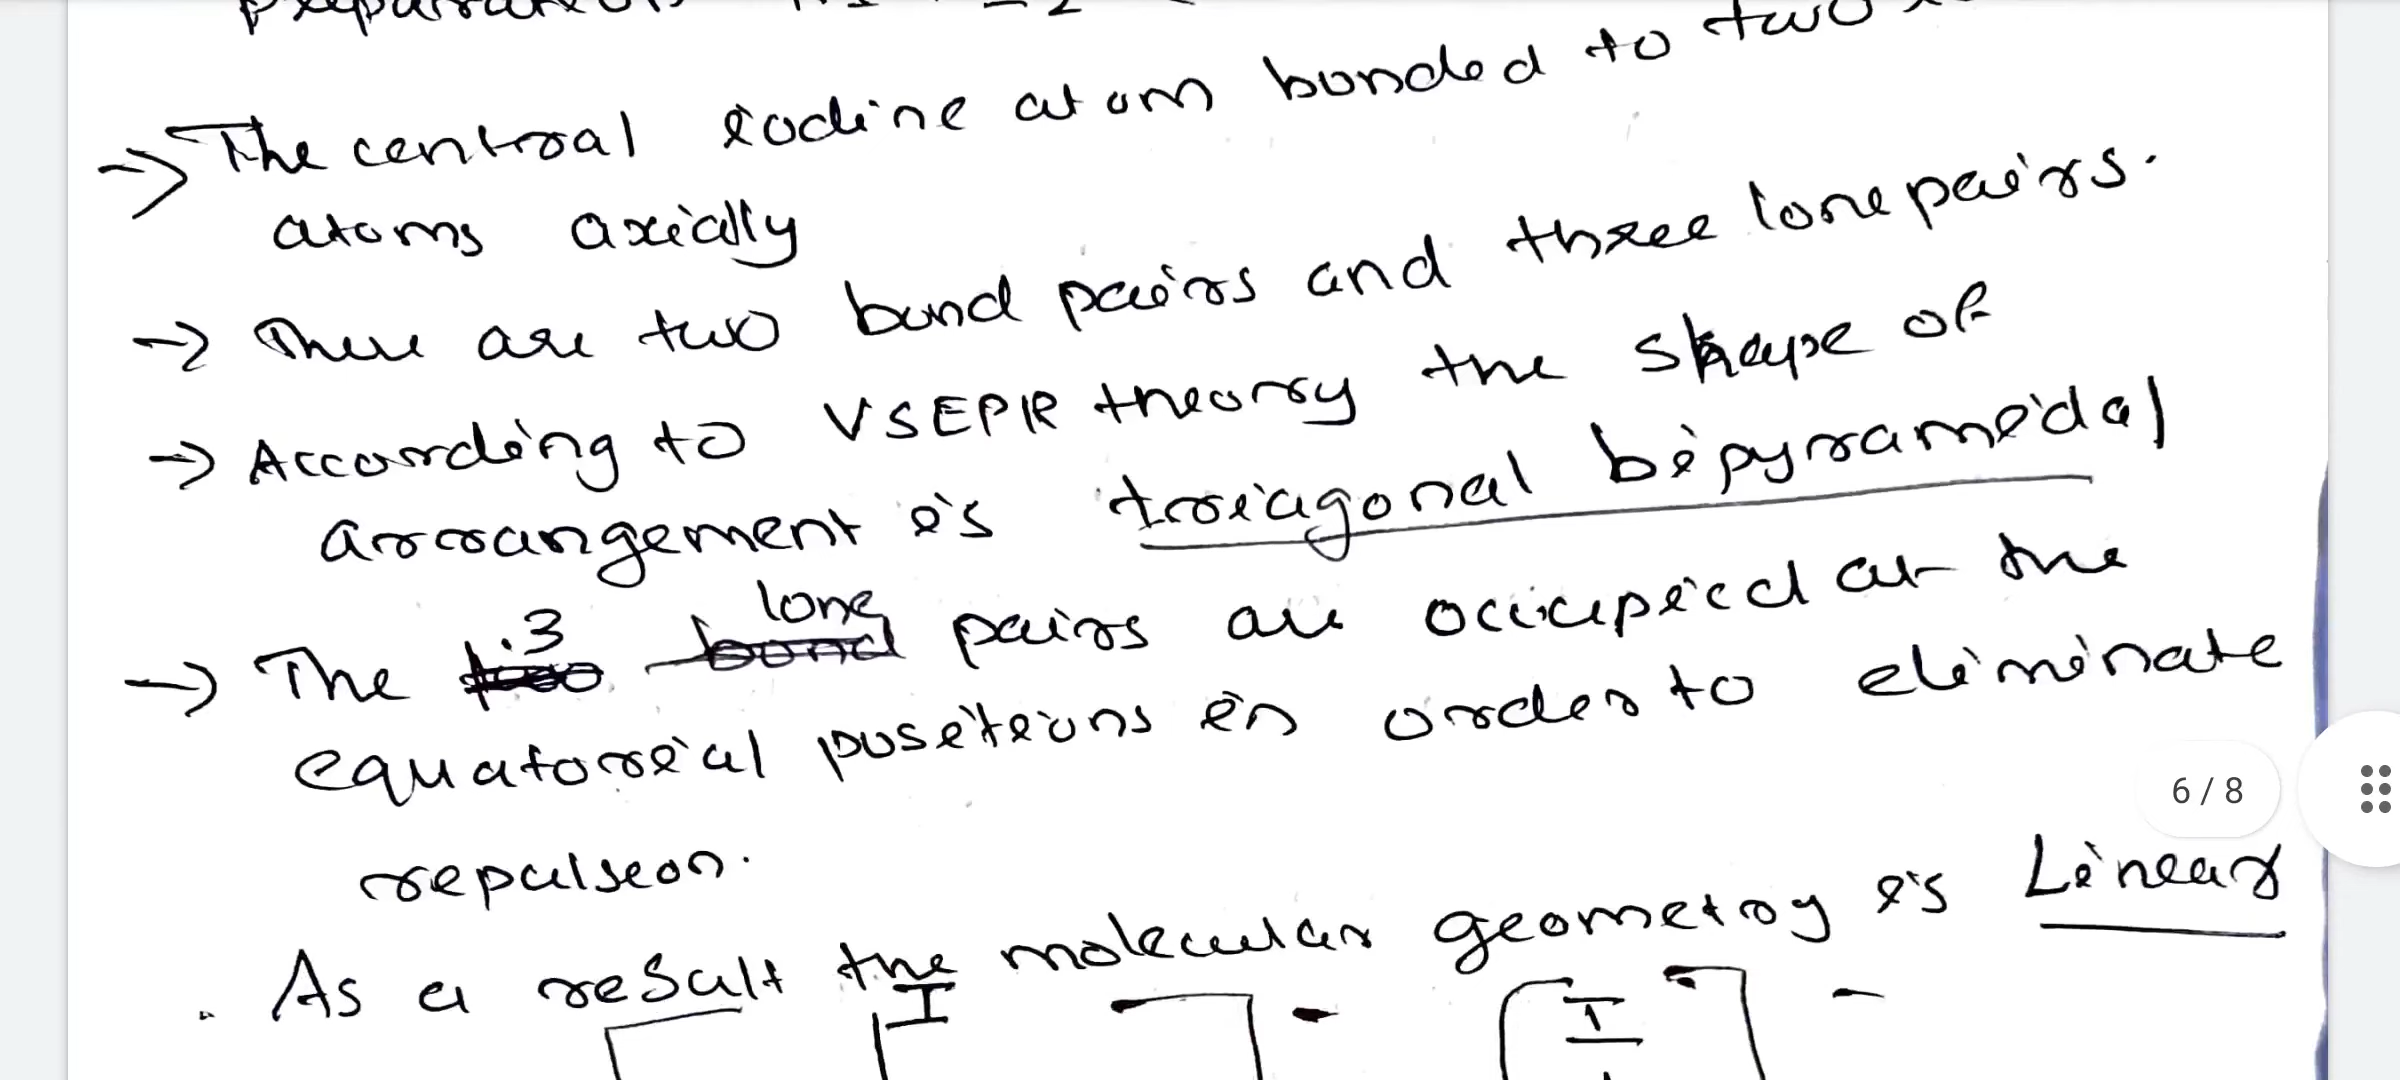 → The central iodine atom bonded to two
atoms axially
→ There are two bond pairs and three lone pairs.
→ According to VSEPR theory the shape of
arrangement is triagonal bipyramidal
→ The 3 lone pairs are occupied at the
equatorial positions in order to eliminate
repulsion.
6 / 8
As a result the molecular geometry is Linear
I
I